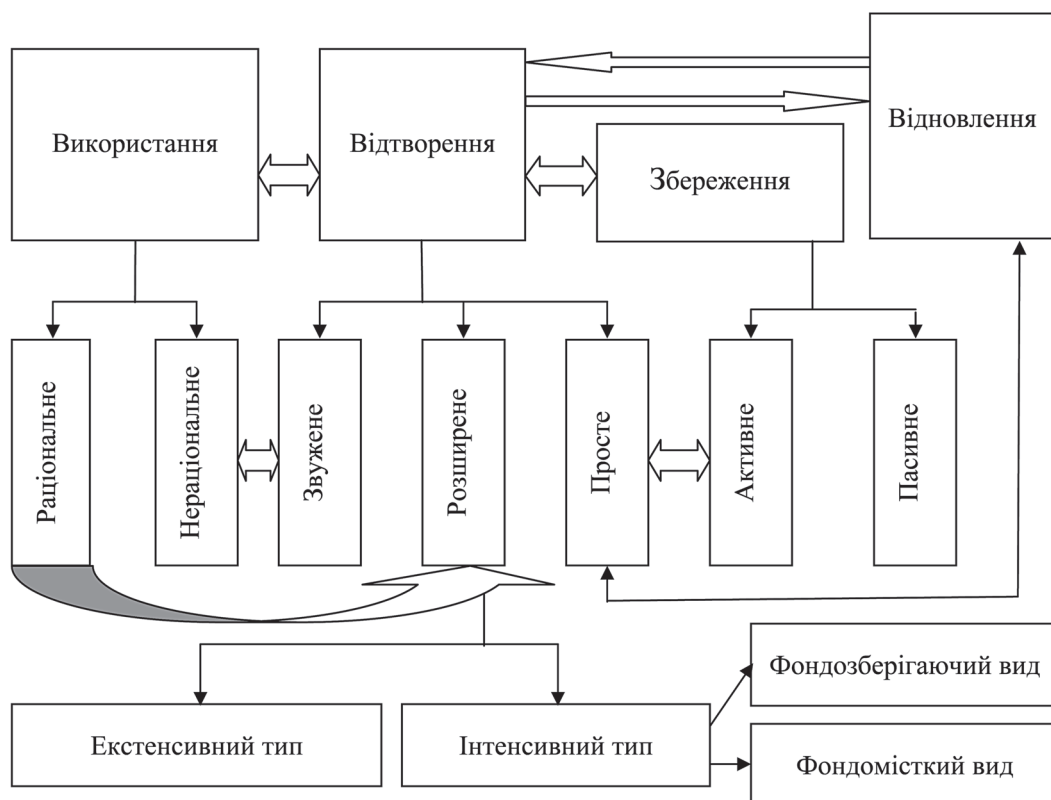 Використання
Відтворення
Збереження
Відновлення
Раціональне
Нераціональне
Звужене
Розширене
Просте
Активне
Пасивне
Екстенсивний тип
Інтенсивний тип
Фондозберігаючий вид
Фондомісткий вид